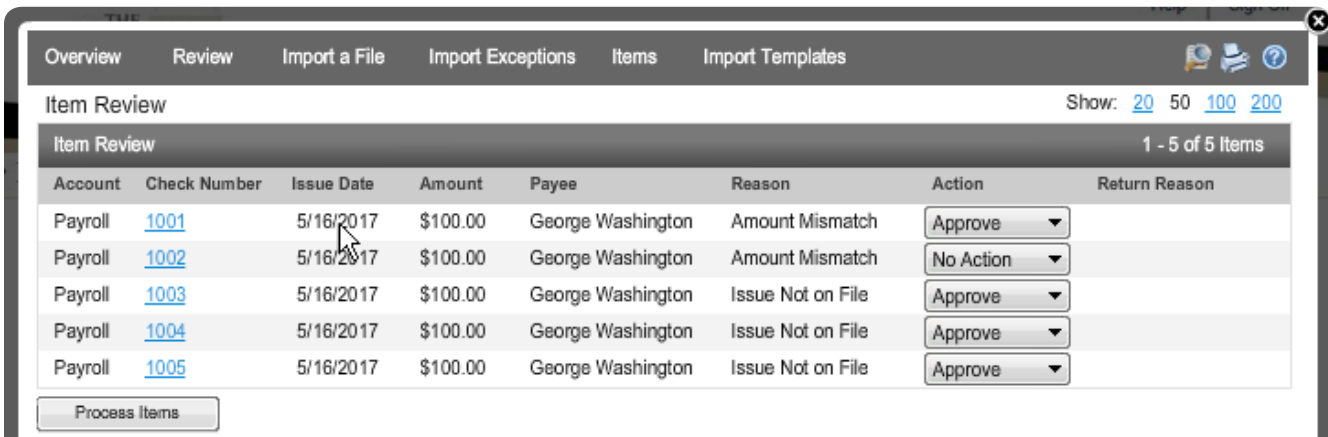 THE
Help | Sign Off
Overview Review Import a File Import Exceptions Items Import Templates
Item Review Show: 20 50 100 200
Item Review 1 - 5 of 5 Items
Account Check Number Issue Date Amount Payee Reason Action Return Reason
Payroll 1001 5/16/2017 $100.00 George Washington Amount Mismatch Approve
Payroll 1002 5/16/2017 $100.00 George Washington Amount Mismatch No Action
Payroll 1003 5/16/2017 $100.00 George Washington Issue Not on File Approve
Payroll 1004 5/16/2017 $100.00 George Washington Issue Not on File Approve
Payroll 1005 5/16/2017 $100.00 George Washington Issue Not on File Approve
Process Items